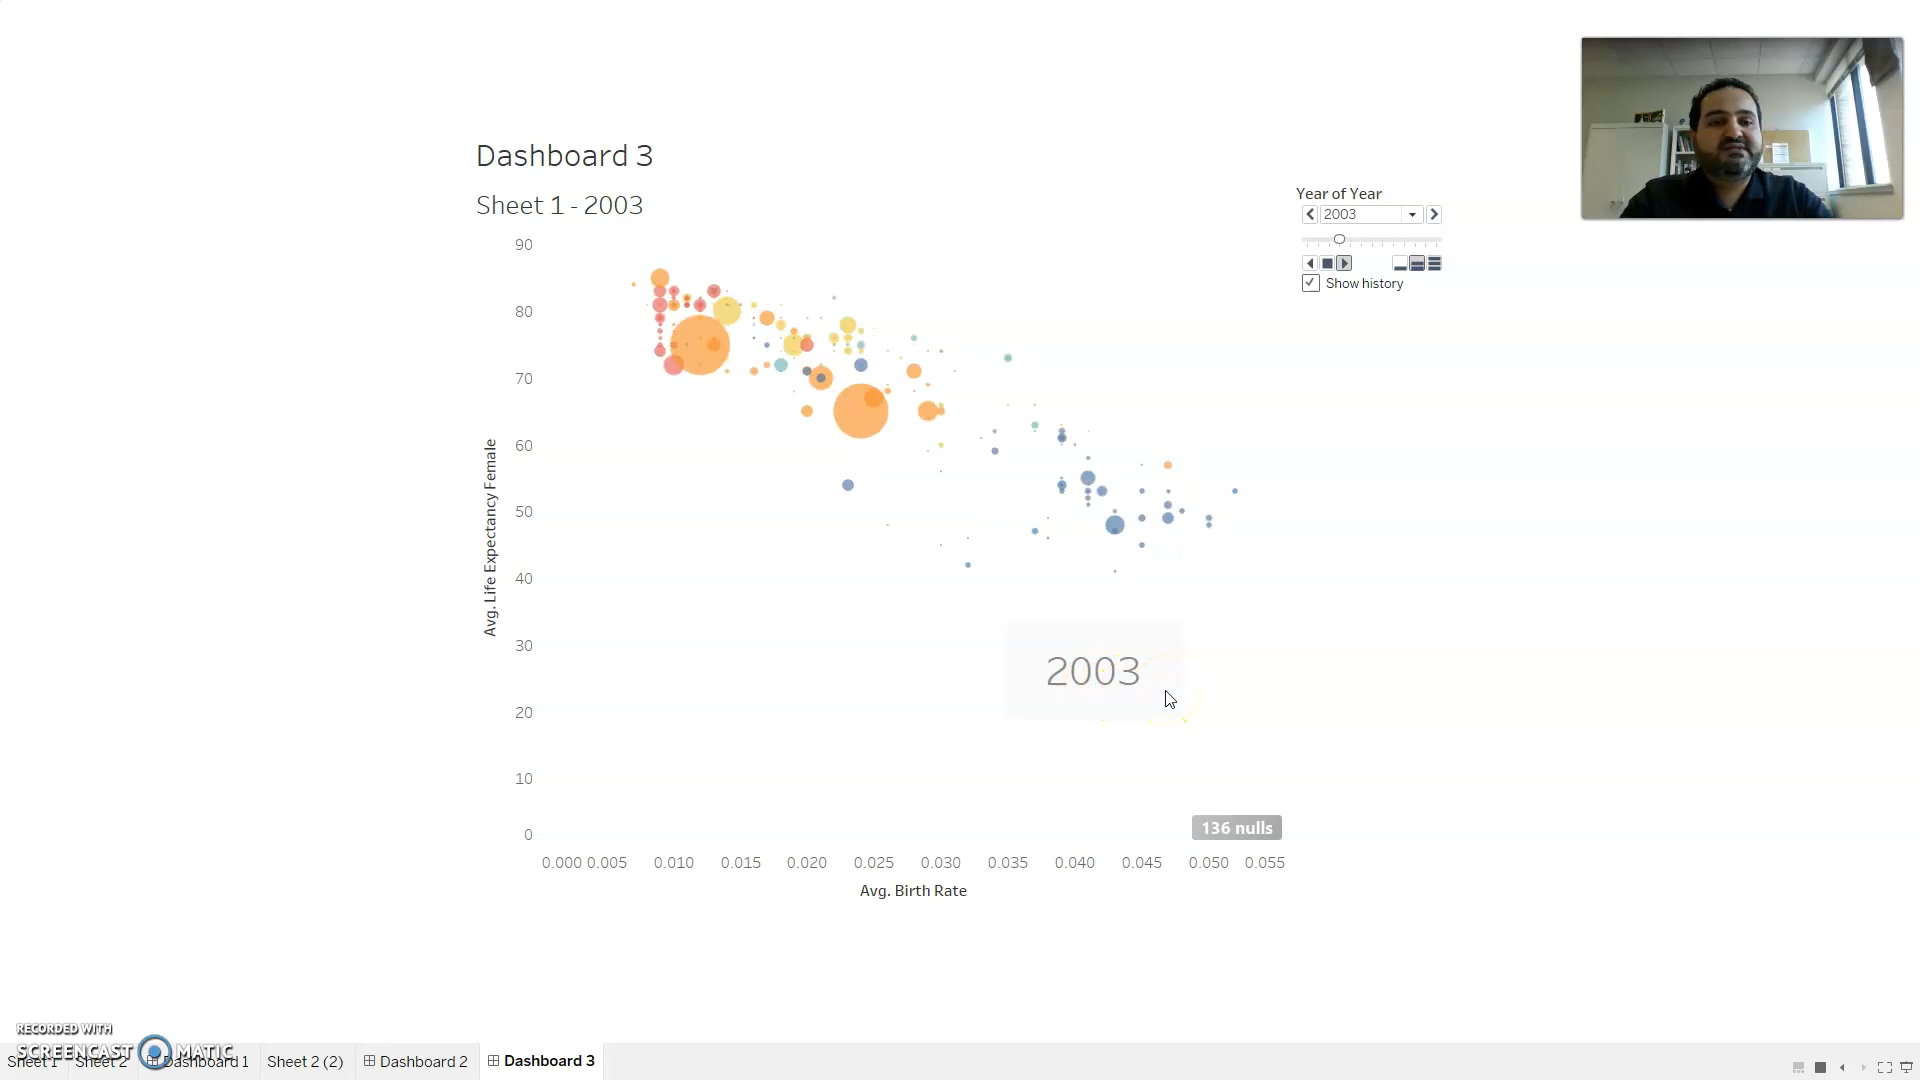 Dashboard 3
Sheet 1 - 2003
Year of Year
2003
Show history
90
80
70
60
50
40
30
20
10
0
Avg. Life Expectancy Female
2003
136 nulls
0.000 0.005 0.010 0.015 0.020 0.025 0.030 0.035 0.040 0.045 0.050 0.055
Avg. Birth Rate
RECORDED WITH
SCREENCAST MATIC
Sheet 1 Sheet 2 Dashboard 1 Sheet 2 (2) Dashboard 2 Dashboard 3